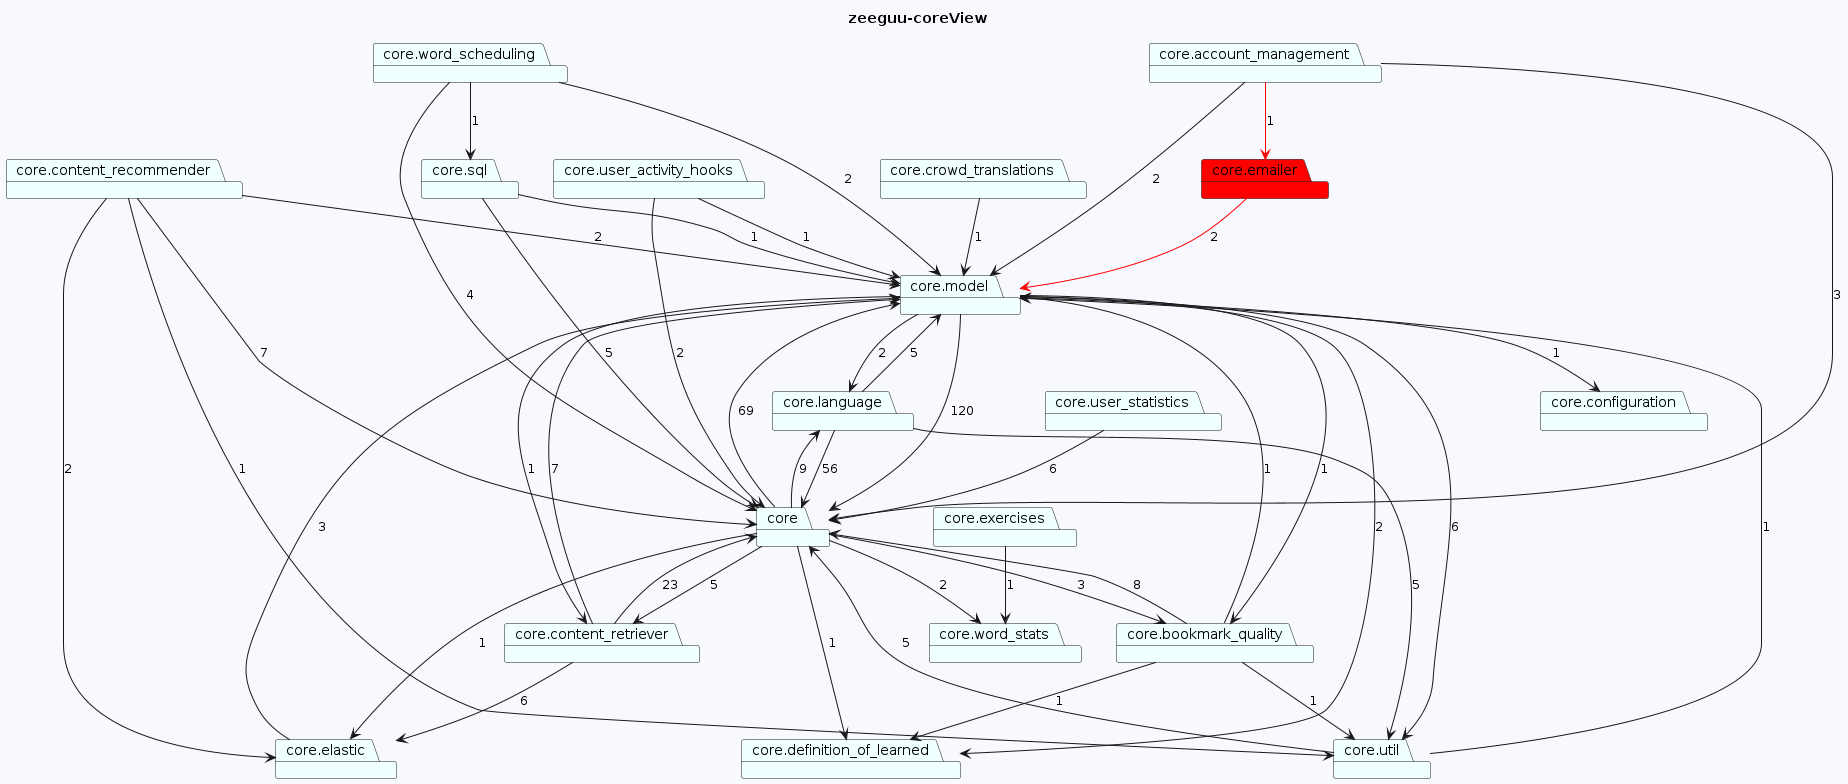 zeeguu-coreView
core.word_scheduling
core.account_management
1
1
core.content_recommender
core.sql
core.user_activity_hooks
core.crowd_translations
core.emailer
2
2
2
1
1
1
2
core.model
4
3
7
5
2
2
5
1
core.language
core.user_statistics
core.configuration
69
120
2
1
1
7
9
56
6
1
1
core
core.exercises
3
2
6
1
23
5
2
1
3
8
5
core.content_retriever
core.word_stats
core.bookmark_quality
1
1
5
6
1
1
core.elastic
core.definition_of_learned
core.util